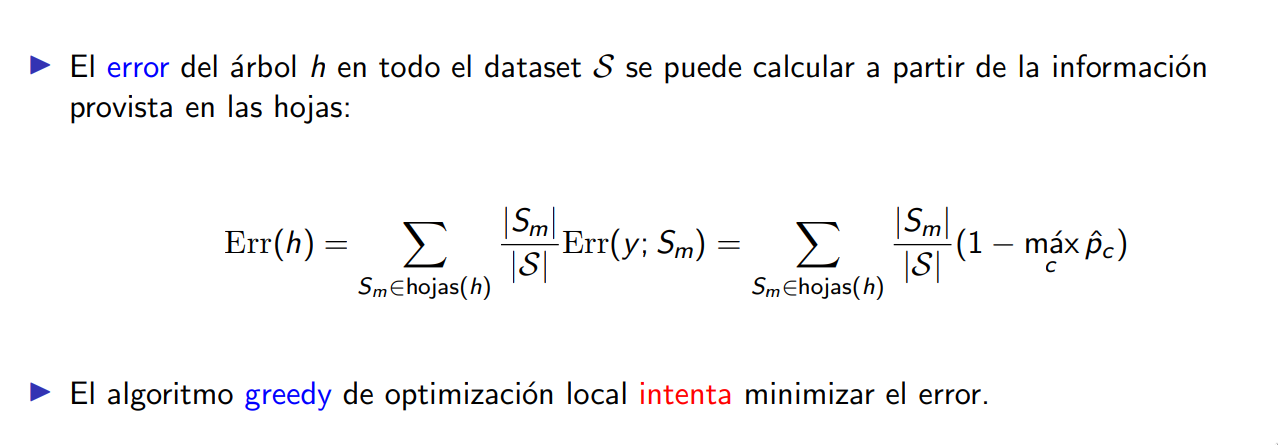 ▶ El error del árbol h en todo el dataset 𝒮 se puede calcular a partir de la información
provista en las hojas:
Err(h) = ∑_{S_m∈hojas(h)} |S_m|/|𝒮| Err(y; S_m) = ∑_{S_m∈hojas(h)} |S_m|/|𝒮| (1 − máx_c p̂_c)
▶ El algoritmo greedy de optimización local intenta minimizar el error.